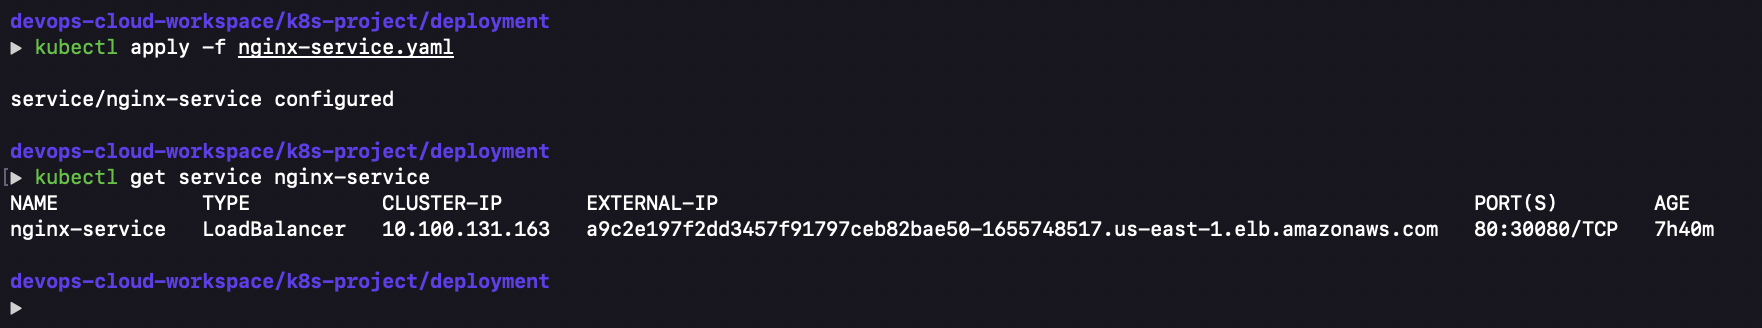 devops-cloud-workspace/k8s-project/deployment
▶ kubectl apply -f nginx-service.yaml
service/nginx-service configured
devops-cloud-workspace/k8s-project/deployment
[▶ kubectl get service nginx-service
NAME TYPE CLUSTER-IP EXTERNAL-IP PORT(S) AGE
nginx-service LoadBalancer 10.100.131.163 a9c2e197f2dd3457f91797ceb82bae50-1655748517.us-east-1.elb.amazonaws.com 80:30080/TCP 7h40m
devops-cloud-workspace/k8s-project/deployment
▶